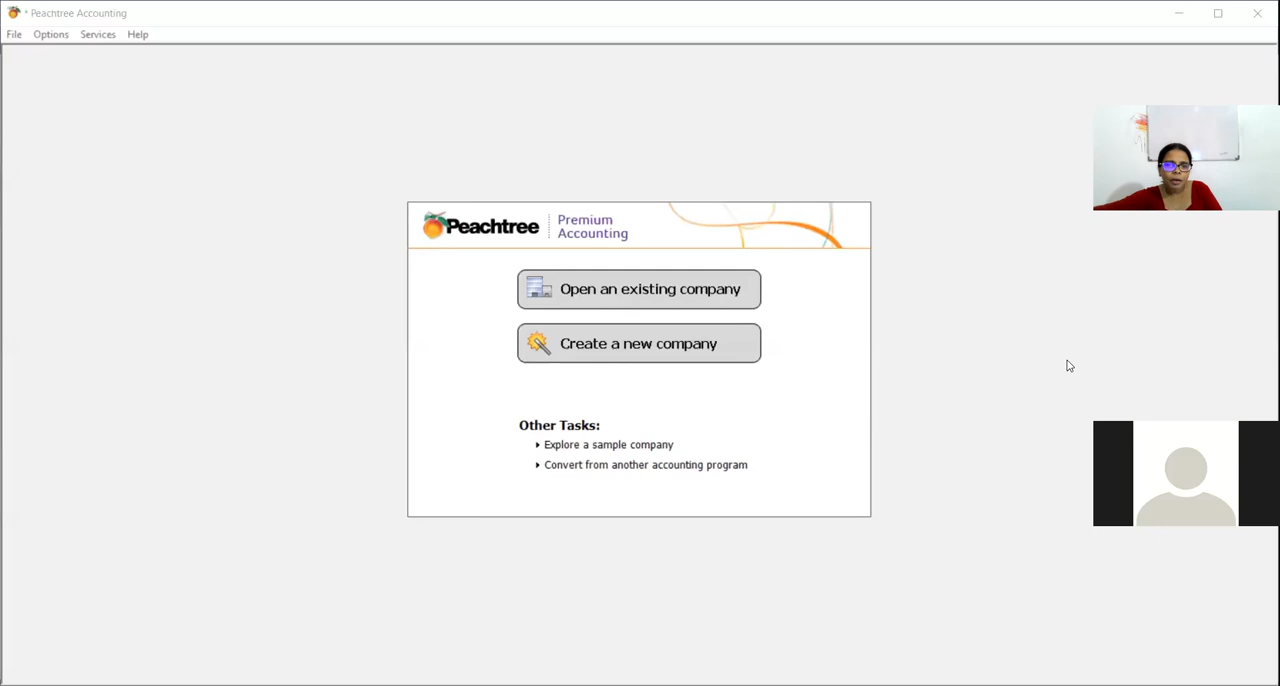 * Peachtree Accounting
File Options Services Help
Peachtree Premium
Accounting
Open an existing company
Create a new company
Other Tasks:
Explore a sample company
Convert from another accounting program